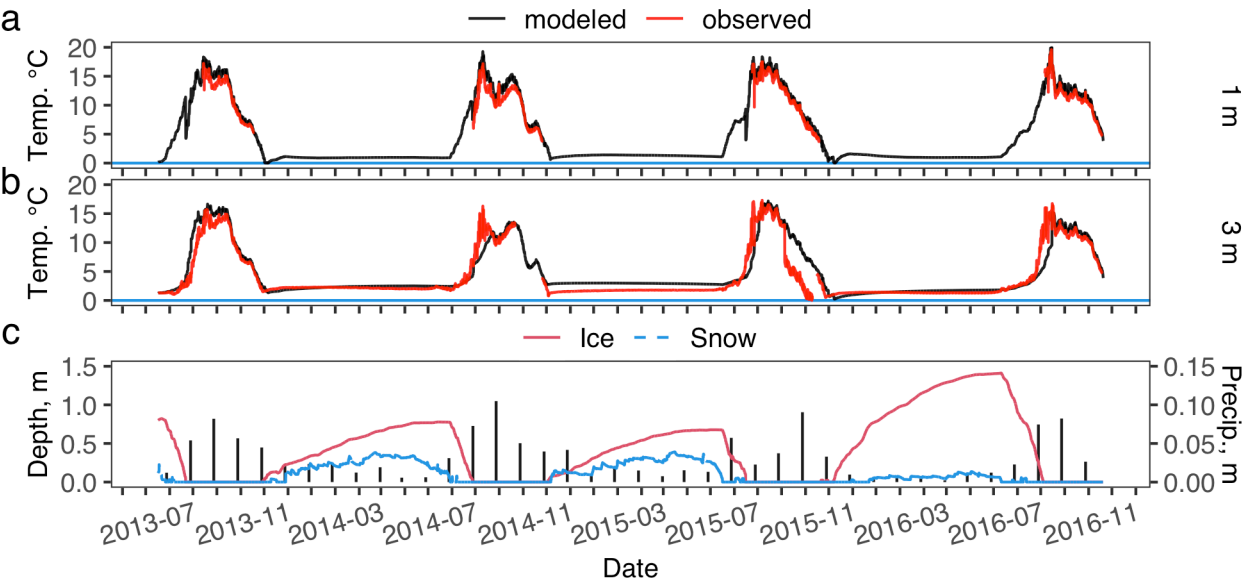 a
modeled observed
20
15
10
5
0
Temp. °C
1 m
b
20
15
10
5
0
Temp. °C
3 m
c
Ice Snow
1.5
1.0
0.5
0.0
Depth, m
0.15
0.10
0.05
0.00
Precip, m
2013-07 2013-11 2014-03 2014-07 2014-11 2015-03 2015-07 2015-11 2016-03 2016-07 2016-11
Date